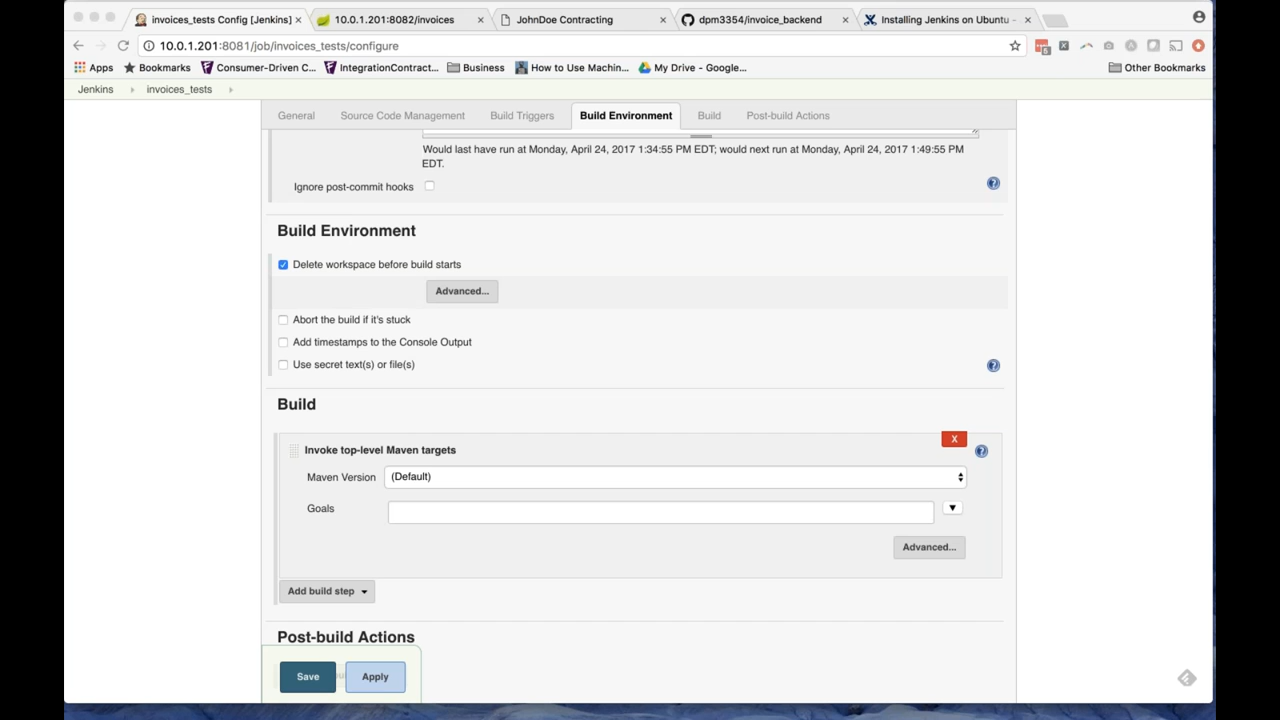 invoices_tests Config [Jenkins]
10.0.1.201:8082/invoices
JohnDoe Contracting
dpm3354/invoice_backend
Installing Jenkins on Ubuntu -
10.0.1.201:8081/job/invoices_tests/configure
Apps
Bookmarks
Consumer-Driven C...
IntegrationContract...
Business
How to Use Machin...
My Drive - Google...
Other Bookmarks
Jenkins
invoices_tests
General
Source Code Management
Build Triggers
Build Environment
Build
Post-build Actions
Would last have run at Monday, April 24, 2017 1:34:55 PM EDT; would next run at Monday, April 24, 2017 1:49:55 PM
EDT.
Ignore post-commit hooks
Build Environment
Delete workspace before build starts
Advanced...
Abort the build if it's stuck
Add timestamps to the Console Output
Use secret text(s) or file(s)
Build
X
Invoke top-level Maven targets
Maven Version
(Default)
Goals
Advanced...
Add build step
Post-build Actions
Save
Apply